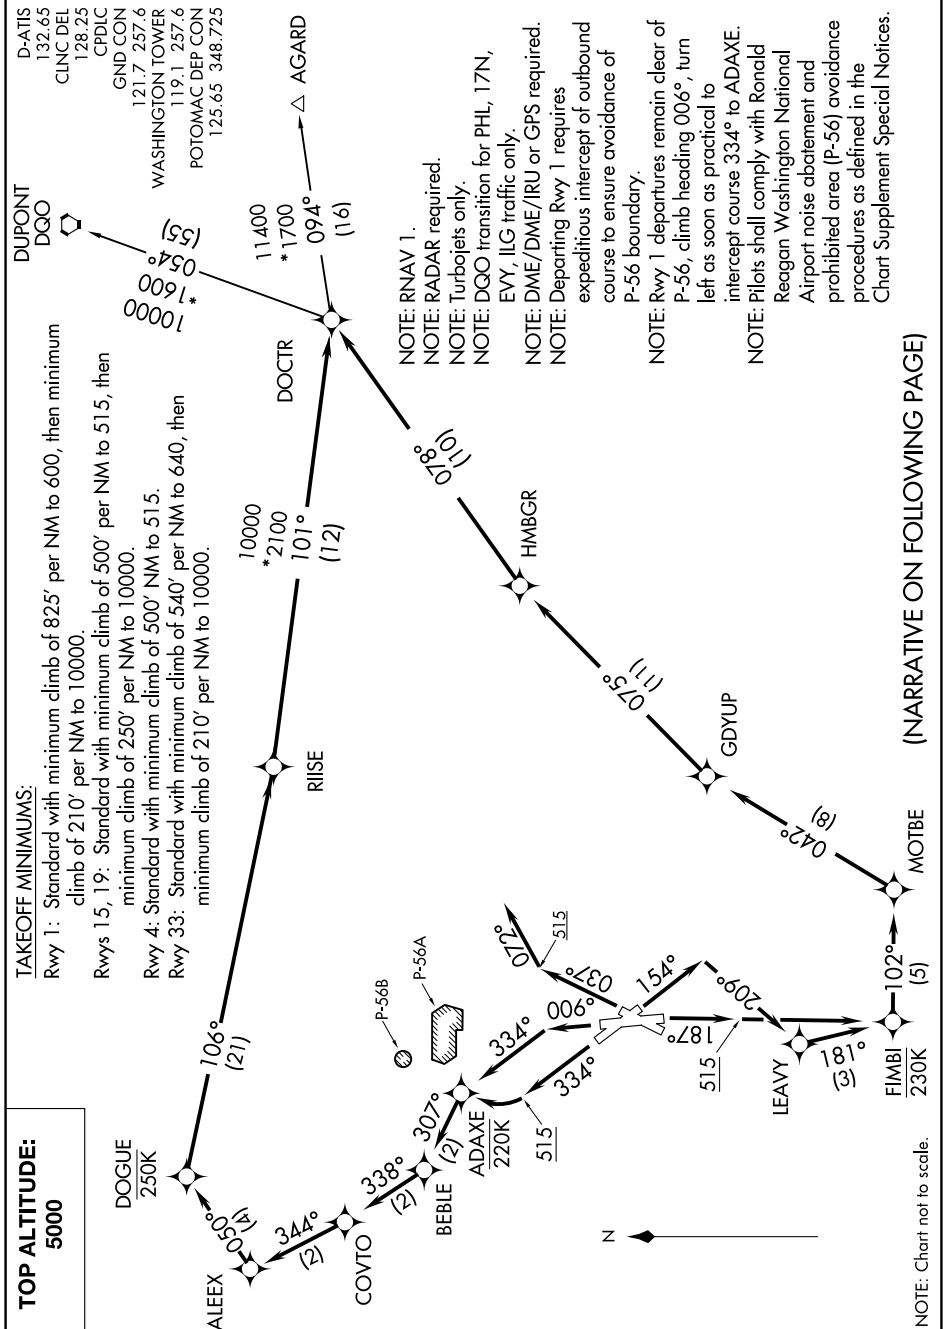 TOP ALTITUDE:
5000
TAKEOFF MINIMUMS:
Rwy 1: Standard with minimum climb of 825' per NM to 600, then minimum
climb of 210' per NM to 10000.
Rwys 15, 19: Standard with minimum climb of 500' per NM to 515, then
minimum climb of 250' per NM to 10000.
Rwy 4: Standard with minimum climb of 500' NM to 515.
Rwy 33: Standard with minimum climb of 540' per NM to 640, then
minimum climb of 210' per NM to 10000.
D-ATIS
132.65
CLNC DEL
128.25
CPDLC
GND CON
121.7 257.6
WASHINGTON TOWER
119.1 257.6
POTOMAC DEP CON
125.65 348.725
DUPONT
DQO
10000
*1600
054°
(55)
AGARD
11400
*1700
094°
(16)
DOCTR
10000
*2100
101°
(12)
RIISE
106°
(21)
DOGUE
250K
050°
(4)
ALEEX
344°
(2)
COVTO
338°
(2)
BEBLE
307°
(2)
ADAXE
220K
P-56B
P-56A
334°
006°
334°
515
037°
515
072°
154°
209°
187°
515
LEAVY
181°
(3)
FIMBI
230K
102°
(5)
MOTBE
042°
(8)
GDYUP
075°
(11)
HMBGR
078°
(10)
N
NOTE: RNAV 1.
NOTE: RADAR required.
NOTE: Turbojets only.
NOTE: DQO transition for PHL, 17N,
EVY, ILG traffic only.
NOTE: DME/DME/IRU or GPS required.
NOTE: Departing Rwy 1 requires
expeditious intercept of outbound
course to ensure avoidance of
P-56 boundary.
NOTE: Rwy 1 departures remain clear of
P-56, climb heading 006°, turn
left as soon as practical to
intercept course 334° to ADAXE.
NOTE: Pilots shall comply with Ronald
Reagan Washington National
Airport noise abatement and
prohibited area (P-56) avoidance
procedures as defined in the
Chart Supplement Special Notices.
(NARRATIVE ON FOLLOWING PAGE)
NOTE: Chart not to scale.